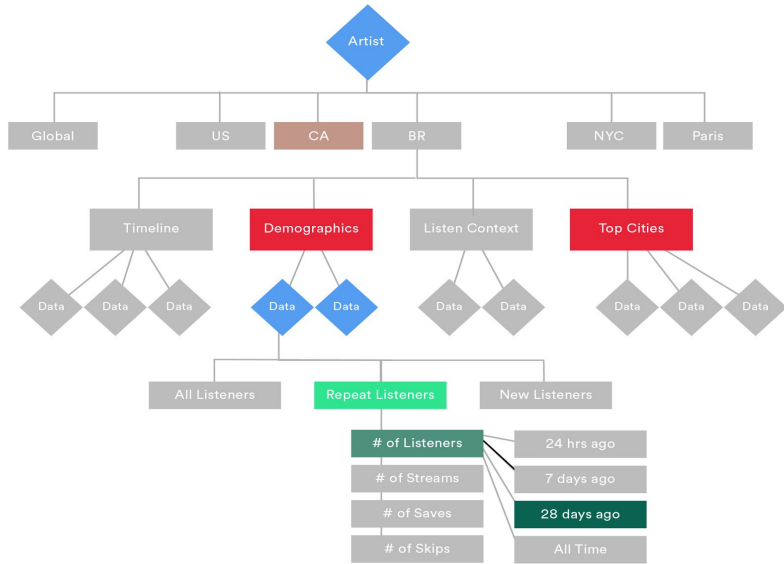 Artist
Global
US
CA
BR
NYC
Paris
Timeline
Demographics
Listen Context
Top Cities
Data
Data
Data
Data
Data
Data
Data
Data
Data
Data
All Listeners
Repeat Listeners
New Listeners
# of Listeners
24 hrs ago
# of Streams
7 days ago
# of Saves
28 days ago
# of Skips
All Time